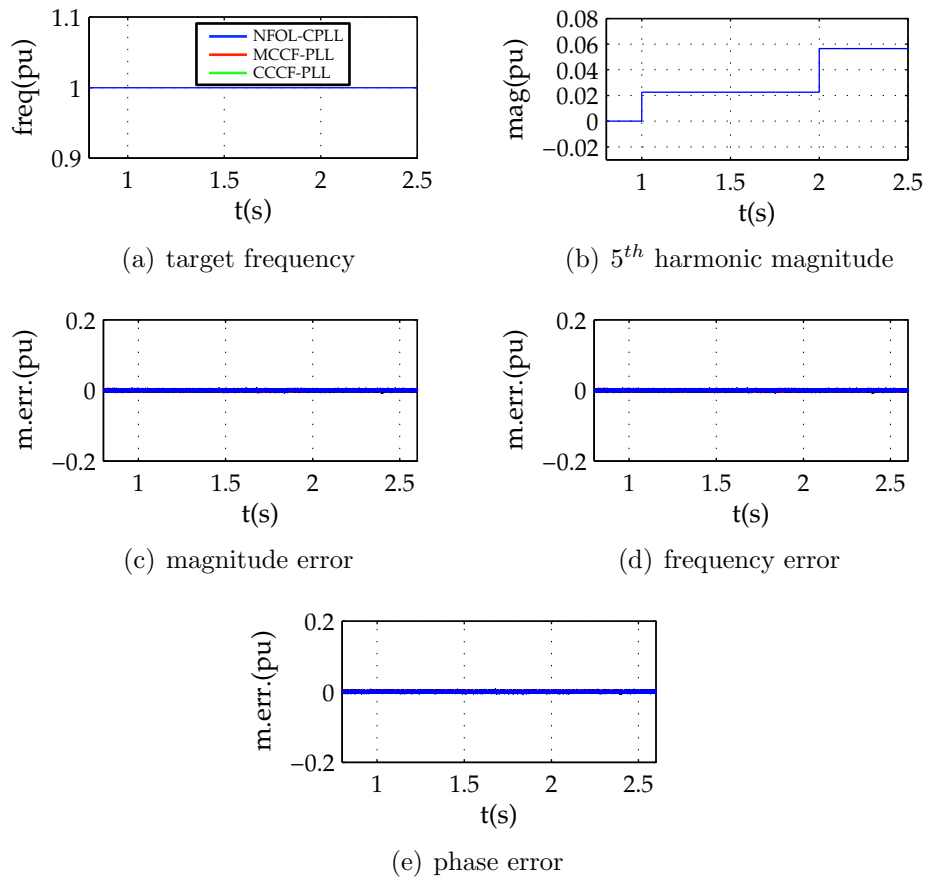 1.1
1
0.9
freq(pu)
NFOL-CPLL
MCCF-PLL
CCCF-PLL
1 1.5 2 2.5
t(s)
(a) target frequency
0.08
0.06
0.04
0.02
0
−0.02
mag(pu)
1 1.5 2 2.5
t(s)
(b) 5th harmonic magnitude
0.2
0
−0.2
m.err.(pu)
1 1.5 2 2.5
t(s)
(c) magnitude error
0.2
0
−0.2
m.err.(pu)
1 1.5 2 2.5
t(s)
(d) frequency error
0.2
0
−0.2
m.err.(pu)
1 1.5 2 2.5
t(s)
(e) phase error